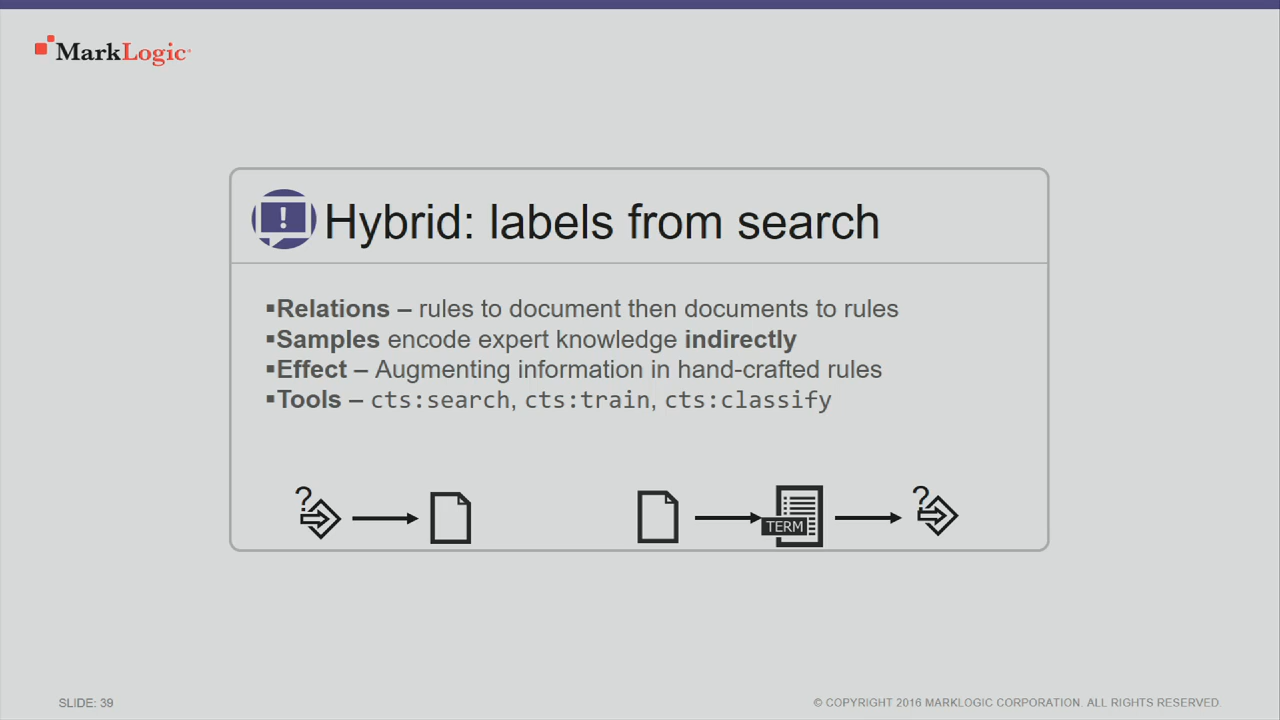 MarkLogic
Hybrid: labels from search
▪Relations – rules to document then documents to rules
▪Samples encode expert knowledge indirectly
▪Effect – Augmenting information in hand-crafted rules
▪Tools – cts:search, cts:train, cts:classify
? ?
TERM
SLIDE: 39
© COPYRIGHT 2016 MARKLOGIC CORPORATION. ALL RIGHTS RESERVED.